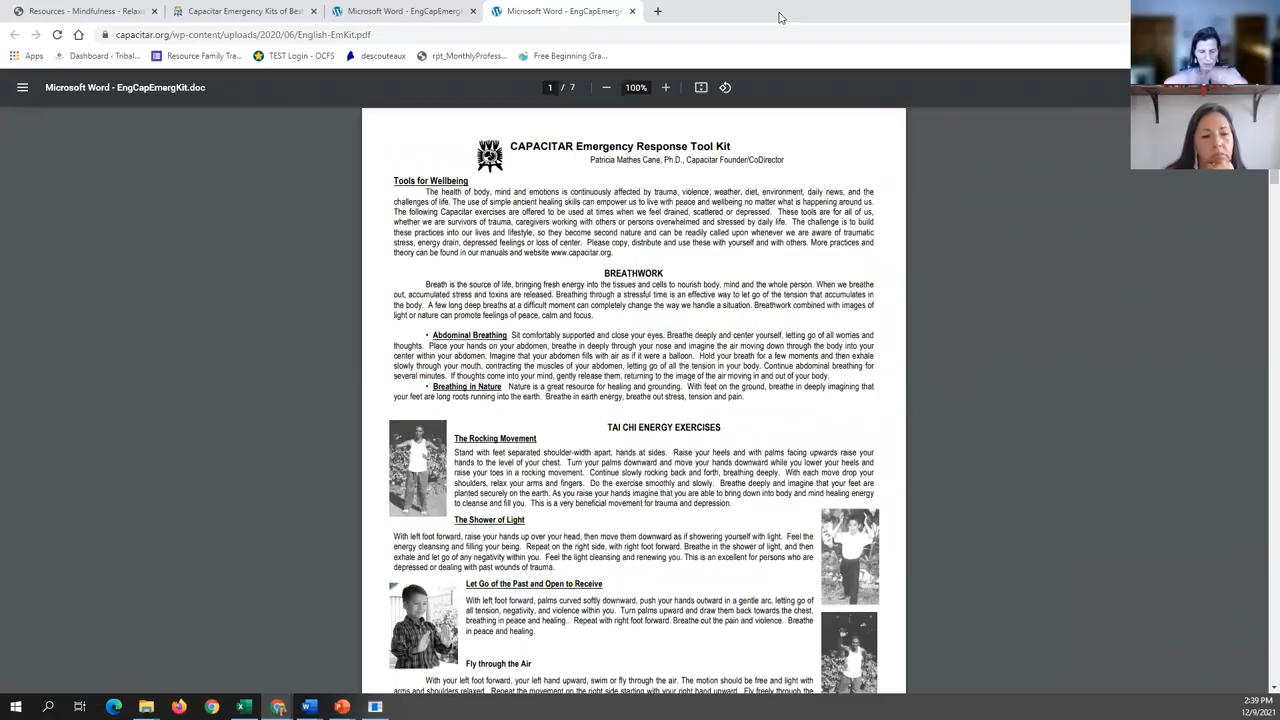 Resources - Mindfulness - Relax
Capacitar Emergency Kits of Best
Microsoft Word - EngCapEmergK
Microsoft Word - EngCapEmergK
capacitar.org/wp-content/uploads/2020/06/English-EmKit.pdf
Apps
Dashboard ‹ Tribal...
Resource Family Tra...
TEST Login - OCFS
descouteaux
rpt_MonthlyProfess...
Free Beginning Gra...
Microsoft Word - EngCapEmergKit.doc
1 / 7
100%
CAPACITAR Emergency Response Tool Kit
Patricia Mathes Cane, Ph.D., Capacitar Founder/CoDirector
Tools for Wellbeing
The health of body, mind and emotions is continuously affected by trauma, violence, weather, diet, environment, daily news, and the
challenges of life. The use of simple ancient healing skills can empower us to live with peace and wellbeing no matter what is happening around us.
The following Capacitar exercises are offered to be used at times when we feel drained, scattered or depressed. These tools are for all of us,
whether we are survivors of trauma, caregivers working with others or persons overwhelmed and stressed by daily life. The challenge is to build
these practices into our lives and lifestyle, so they become second nature and can be readily called upon whenever we are aware of traumatic
stress, energy drain, depressed feelings or loss of center. Please copy, distribute and use these with yourself and with others. More practices and
theory can be found in our manuals and website www.capacitar.org.
BREATHWORK
Breath is the source of life, bringing fresh energy into the tissues and cells to nourish body, mind and the whole person. When we breathe
out, accumulated stress and toxins are released. Breathing through a stressful time is an effective way to let go of the tension that accumulates in
the body. A few long deep breaths at a difficult moment can completely change the way we handle a situation. Breathwork combined with images of
light or nature can promote feelings of peace, calm and focus.
• Abdominal Breathing Sit comfortably supported and close your eyes. Breathe deeply and center yourself, letting go of all worries and
thoughts. Place your hands on your abdomen, breathe in deeply through your nose and imagine the air moving down through the body into your
center within your abdomen. Imagine that your abdomen fills with air as if it were a balloon. Hold your breath for a few moments and then exhale
slowly through your mouth, contracting the muscles of your abdomen, letting go of all the tension in your body. Continue abdominal breathing for
several minutes. If thoughts come into your mind, gently release them, returning to the image of the air moving in and out of your body.
• Breathing in Nature Nature is a great resource for healing and grounding. With feet on the ground, breathe in deeply imagining that
your feet are long roots running into the earth. Breathe in earth energy, breathe out stress, tension and pain.
TAI CHI ENERGY EXERCISES
The Rocking Movement
Stand with feet separated shoulder-width apart, hands at sides. Raise your heels and with palms facing upwards raise your
hands to the level of your chest. Turn your palms downward and move your hands downward while you lower your heels and
raise your toes in a rocking movement. Continue slowly rocking back and forth, breathing deeply. With each move drop your
shoulders, relax your arms and fingers. Do the exercise smoothly and slowly. Breathe deeply and imagine that your feet are
planted securely on the earth. As you raise your hands imagine that you are able to bring down into body and mind healing energy
to cleanse and fill you. This is a very beneficial movement for trauma and depression.
The Shower of Light
With left foot forward, raise your hands up over your head, then move them downward as if showering yourself with light. Feel the
energy cleansing and filling your being. Repeat on the right side, with right foot forward. Breathe in the shower of light, and then
exhale and let go of any negativity within you. Feel the light cleansing and renewing you. This is an excellent for persons who are
depressed or dealing with past wounds of trauma.
Let Go of the Past and Open to Receive
With left foot forward, palms curved softly downward, push your hands outward in a gentle arc, letting go of
all tension, negativity, and violence within you. Turn palms upward and draw them back towards the chest,
breathing in peace and healing.. Repeat with right foot forward. Breathe out the pain and violence. Breathe
in peace and healing.
Fly through the Air
With your left foot forward, your left hand upward, swim or fly through the air. The motion should be free and light with
arms and shoulders relaxed. Repeat the movement on the right side starting with your right hand upward. Fly freely through the
2:39 PM
12/9/2021